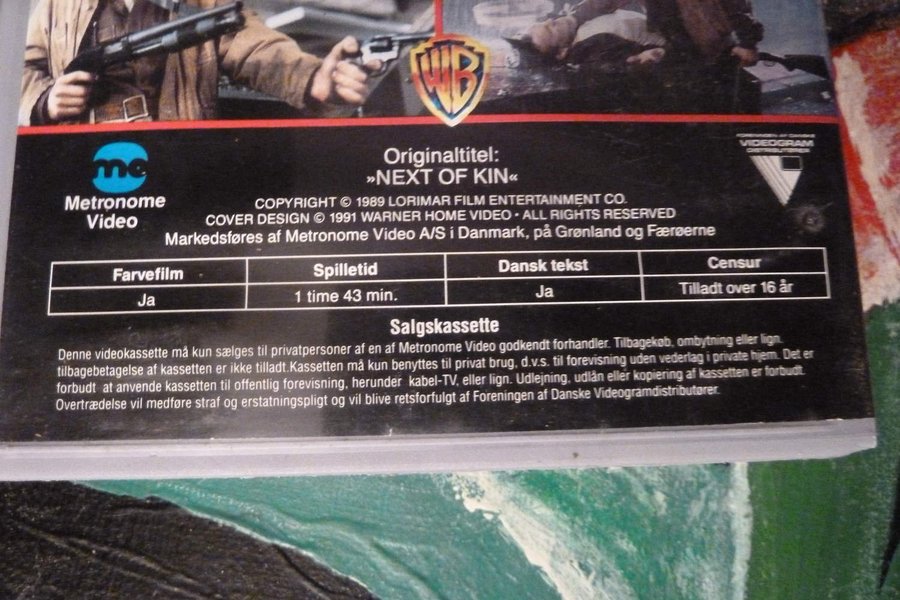 WB
me
Metronome
Video
Originaltitel:
»NEXT OF KIN«
FORENINGEN AF DANSKE
VIDEOGRAM
DISTRIBUTØRER
COPYRIGHT © 1989 LORIMAR FILM ENTERTAINMENT CO.
COVER DESIGN © 1991 WARNER HOME VIDEO · ALL RIGHTS RESERVED
Markedsføres af Metronome Video A/S i Danmark, på Grønland og Færøerne
Farvefilm Spilletid Dansk tekst Censur
Ja 1 time 43 min. Ja Tilladt over 16 år
Salgskassette
Denne videokassette må kun sælges til privatpersoner af en af Metronome Video godkendt forhandler. Tilbagekøb, ombytning eller lign.
tilbagebetagelse af kassetten er ikke tilladt.Kassetten må kun benyttes til privat brug, d.v.s. til forevisning uden vederlag i private hjem. Det er
forbudt at anvende kassetten til offentlig forevisning, herunder kabel-TV, eller lign. Udlejning, udlån eller kopiering af kassetten er forbudt.
Overtrædelse vil medføre straf og erstatningspligt og vil blive retsforfulgt af Foreningen af Danske Videogramdistributører.